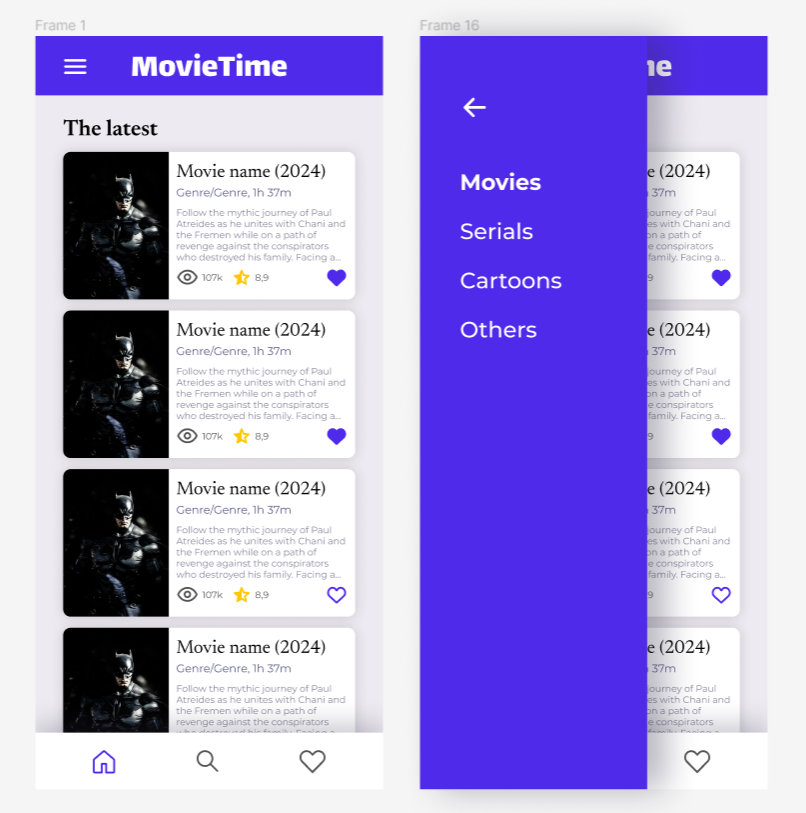 Frame 1
MovieTime
The latest
Movie name (2024)
Genre/Genre, 1h 37m
Follow the mythic journey of Paul
Atreides as he unites with Chani and
the Fremen while on a path of
revenge against the conspirators
who destroyed his family. Facing a...
107k 8,9
Movie name (2024)
Genre/Genre, 1h 37m
Follow the mythic journey of Paul
Atreides as he unites with Chani and
the Fremen while on a path of
revenge against the conspirators
who destroyed his family. Facing a...
107k 8,9
Movie name (2024)
Genre/Genre, 1h 37m
Follow the mythic journey of Paul
Atreides as he unites with Chani and
the Fremen while on a path of
revenge against the conspirators
who destroyed his family. Facing a...
107k 8,9
Movie name (2024)
Genre/Genre, 1h 37m
Follow the mythic journey of Paul
Atreides as he unites with Chani and
the Fremen while on a path of
revenge against the conspirators
Frame 16
Movies
Serials
Cartoons
Others
ne
e (2024)
37m
journey of Paul
es with Chani and
on a path of
e conspirators
family. Facing a...
9
e (2024)
37m
journey of Paul
es with Chani and
on a path of
e conspirators
family. Facing a...
9
e (2024)
37m
journey of Paul
es with Chani and
on a path of
e conspirators
family. Facing a...
9
e (2024)
37m
journey of Paul
es with Chani and
on a path of
e conspirators